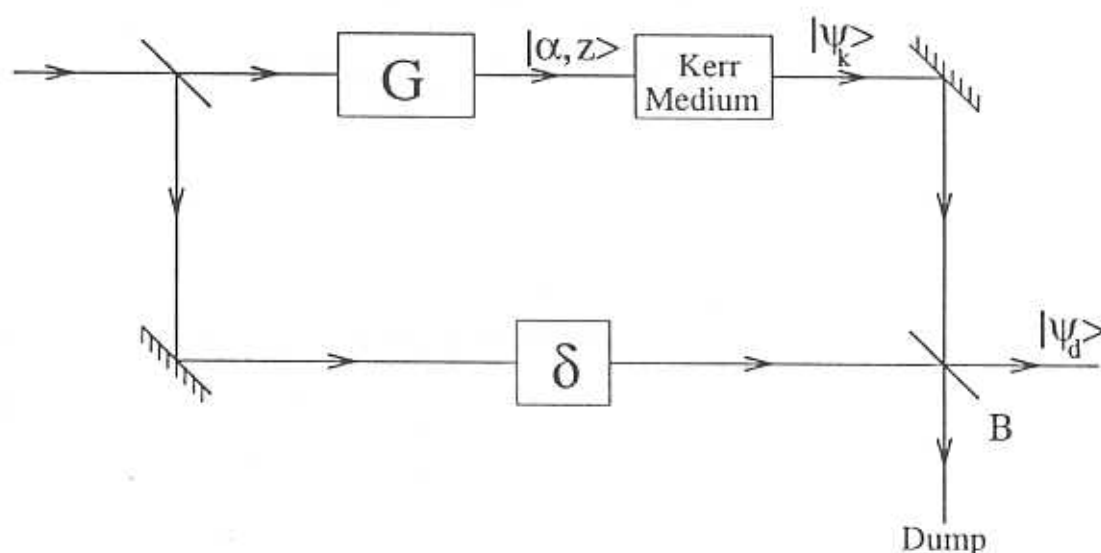 G
|α,z>
Kerr
Medium
|ψk>
δ
|ψd>
B
Dump